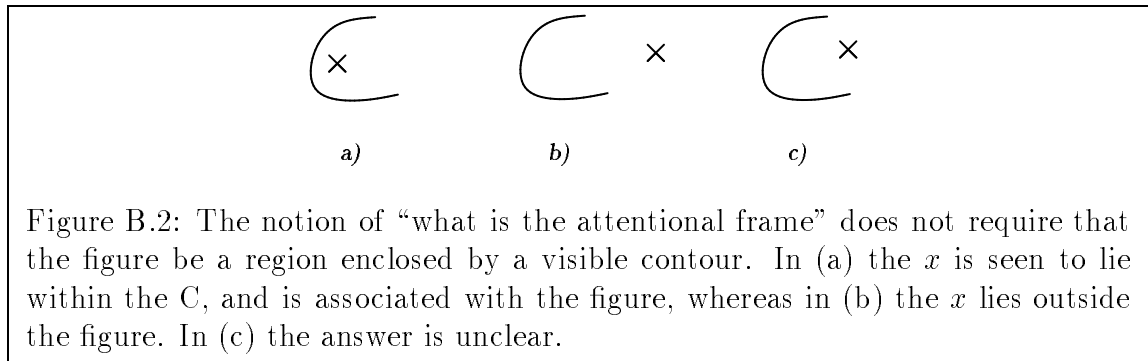 a) b) c)
Figure B.2: The notion of “what is the attentional frame” does not require that
the figure be a region enclosed by a visible contour. In (a) the x is seen to lie
within the C, and is associated with the figure, whereas in (b) the x lies outside
the figure. In (c) the answer is unclear.